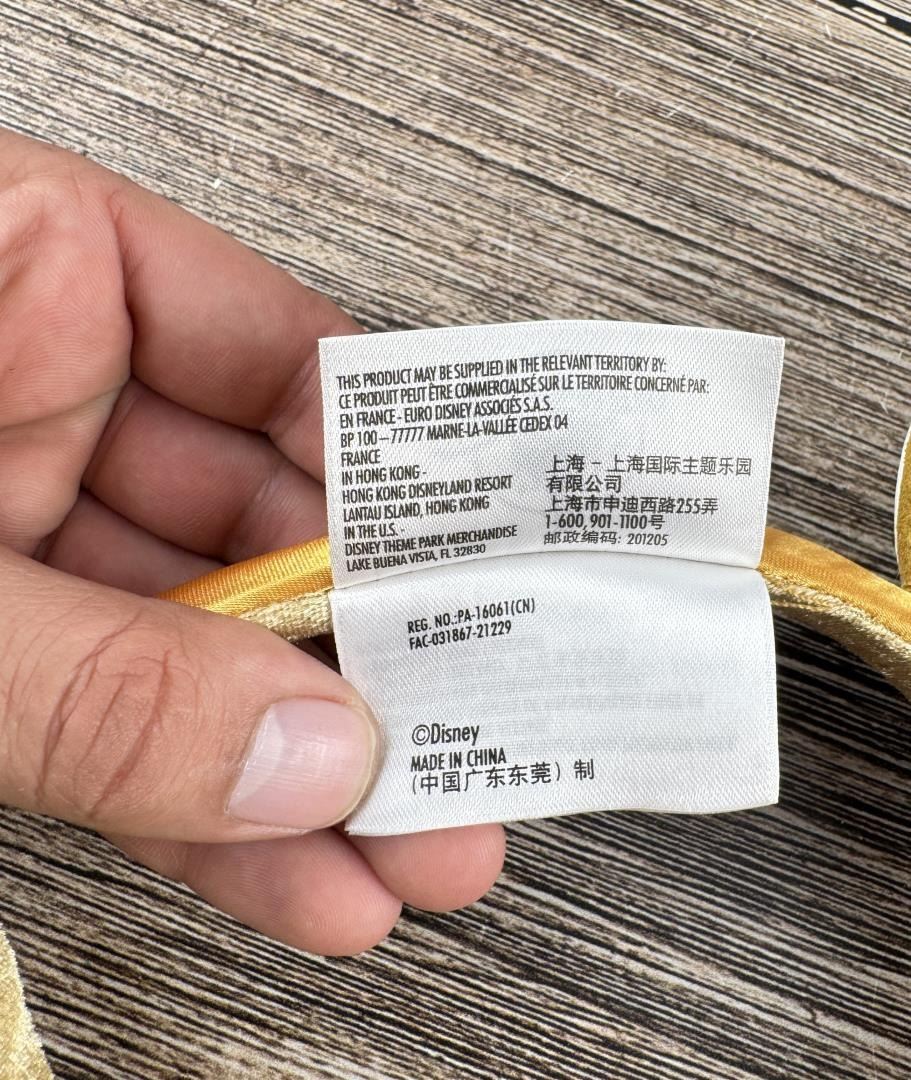 THIS PRODUCT MAY BE SUPPLIED IN THE RELEVANT TERRITORY BY:
CE PRODUIT PEUT ÊTRE COMMERCIALISÉ SUR LE TERRITOIRE CONCERNÉ PAR:
EN FRANCE - EURO DISNEY ASSOCIÉS S.A.S.
BP 100 – 77777 MARNE-LA-VALLÉE CEDEX 04
FRANCE
IN HONG KONG -
HONG KONG DISNEYLAND RESORT
LANTAU ISLAND, HONG KONG
IN THE U.S. -
DISNEY THEME PARK MERCHANDISE
LAKE BUENA VISTA, FL 32830
上海 – 上海国际主题乐园
有限公司
上海市申迪西路255弄
1-600,901-1100号
邮政编码: 201205
REG. NO.:PA-16061(CN)
FAC-031867-21229
©Disney
MADE IN CHINA
(中国广东东莞) 制